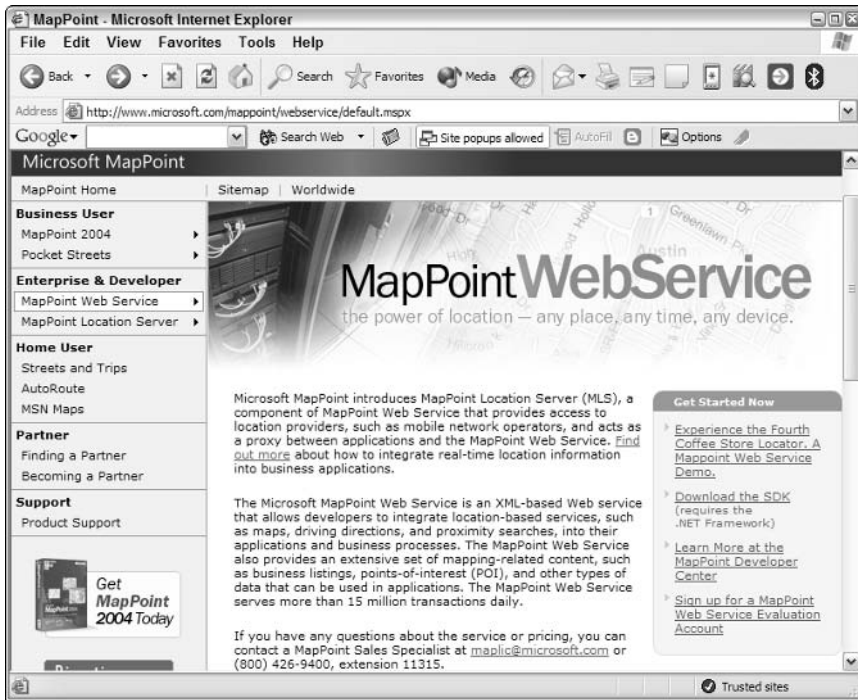 MapPoint - Microsoft Internet Explorer
File Edit View Favorites Tools Help
Back Search Favorites Media
Address http://www.microsoft.com/mappoint/webservice/default.mspx
Google Search Web Site popups allowed AutoFill Options
Microsoft MapPoint
MapPoint Home | Sitemap | Worldwide
Business User
MapPoint 2004
Pocket Streets
Enterprise & Developer
MapPoint Web Service
MapPoint Location Server
Home User
Streets and Trips
AutoRoute
MSN Maps
Partner
Finding a Partner
Becoming a Partner
Support
Product Support
Get
MapPoint
2004 Today
Greenlawn
Dr
Austin
High
1
MapPoint WebService
the power of location — any place, any time, any device.
Microsoft MapPoint introduces MapPoint Location Server (MLS), a
component of MapPoint Web Service that provides access to
location providers, such as mobile network operators, and acts as
a proxy between applications and the MapPoint Web Service. Find
out more about how to integrate real-time location information
into business applications.
The Microsoft MapPoint Web Service is an XML-based Web service
that allows developers to integrate location-based services, such
as maps, driving directions, and proximity searches, into their
applications and business processes. The MapPoint Web Service
also provides an extensive set of mapping-related content, such
as business listings, points-of-interest (POI), and other types of
data that can be used in applications. The MapPoint Web Service
serves more than 15 million transactions daily.
If you have any questions about the service or pricing, you can
contact a MapPoint Sales Specialist at maplic@microsoft.com or
(800) 426-9400, extension 11315.
Get Started Now
Experience the Fourth
Coffee Store Locator. A
Mappoint Web Service
Demo.
Download the SDK
(requires the
.NET Framework)
Learn More at the
MapPoint Developer
Center
Sign up for a MapPoint
Web Service Evaluation
Account
Trusted sites